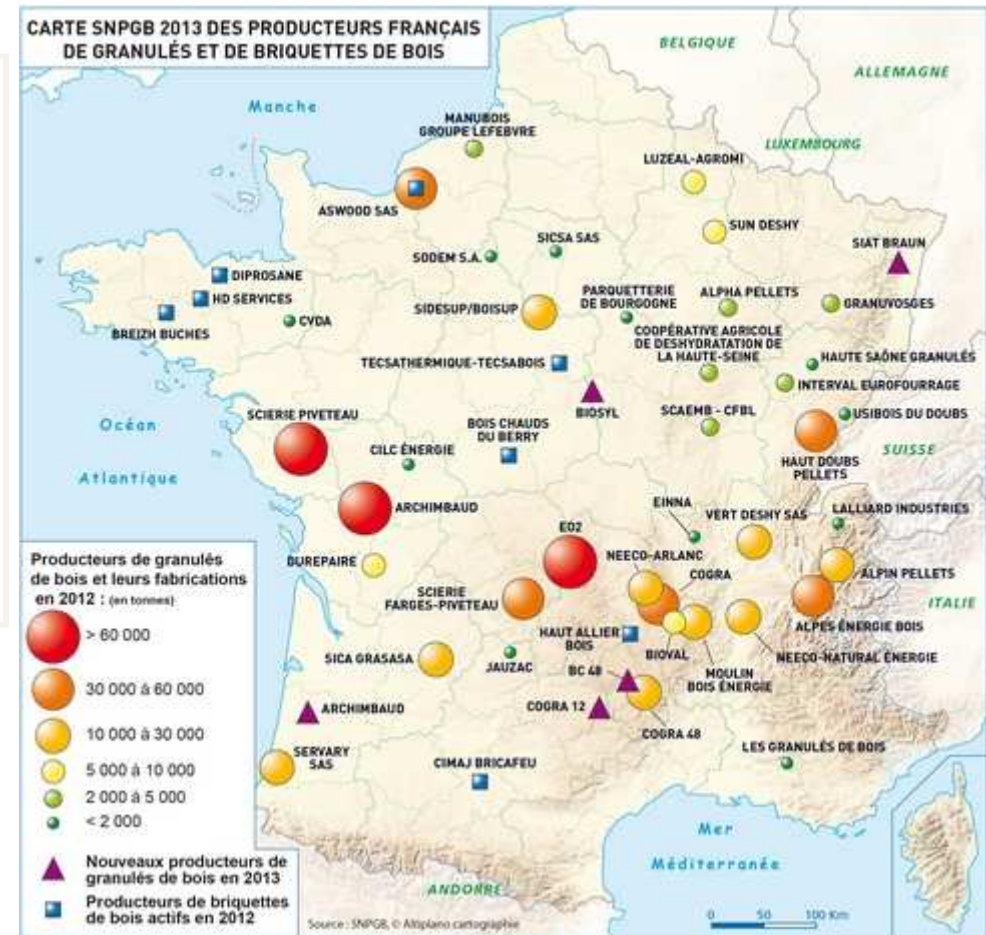 CARTE SNPGB 2013 DES PRODUCTEURS FRANÇAIS
DE GRANULÉS ET DE BRIQUETTES DE BOIS
BELGIQUE
ALLEMAGNE
Manche
MANUBOIS
GROUPE LEFEBVRE
LUXEMBOURG
LUZEAL-AGROMI
ASWOOD SAS
SUN DESHY
SICSA SAS
SODEM S.A.
SIAT BRAUN
DIPROSANE
HD SERVICES
BREIZH BUCHES
CVDA
SIDESUP/BOISUP
PARQUETTERIE
DE BOURGOGNE
ALPHA PELLETS
GRANUVOSGES
COOPÉRATIVE AGRICOLE
DE DESHYDRATATION DE
LA HAUTE-SEINE
TECSATHERMIQUE-TECSABOIS
HAUTE SAÔNE GRANULÉS
INTERVAL EUROFOURRAGE
BIOSYL
SCAEMB - CFBL
USIBOIS DU DOUBS
SCIERIE PIVETEAU
Océan
Atlantique
BOIS CHAUDS
DU BERRY
CILC ÉNERGIE
HAUT DOUBS
PELLETS
SUISSE
ARCHIMBAUD
EINNA
VERT DESHY SAS
LALLIARD INDUSTRIES
EO2
DUREPAIRE
NEECO-ARLANC
COGRA
ALPIN PELLETS
SCIERIE
FARGES-PIVETEAU
ITALIE
ALPES ÉNERGIE BOIS
HAUT ALLIER
BOIS
BIOVAL
NEECO-NATURAL ÉNERGIE
SICA GRASASA
JAUZAC
MOULIN
BOIS ÉNERGIE
BC 48
ARCHIMBAUD
COGRA 12
COGRA 48
SERVARY
SAS
CIMAJ BRICAFEU
LES GRANULÉS DE BOIS
Mer
Méditerranée
ANDORRE
Producteurs de granulés
de bois et leurs fabrications
en 2012 : (en tonnes)
> 60 000
30 000 à 60 000
10 000 à 30 000
5 000 à 10 000
2 000 à 5 000
< 2 000
Nouveaux producteurs de
granulés de bois en 2013
Producteurs de briquettes
de bois actifs en 2012
Source : SNPGB, © Altiplano cartographie
0 50 100 Km